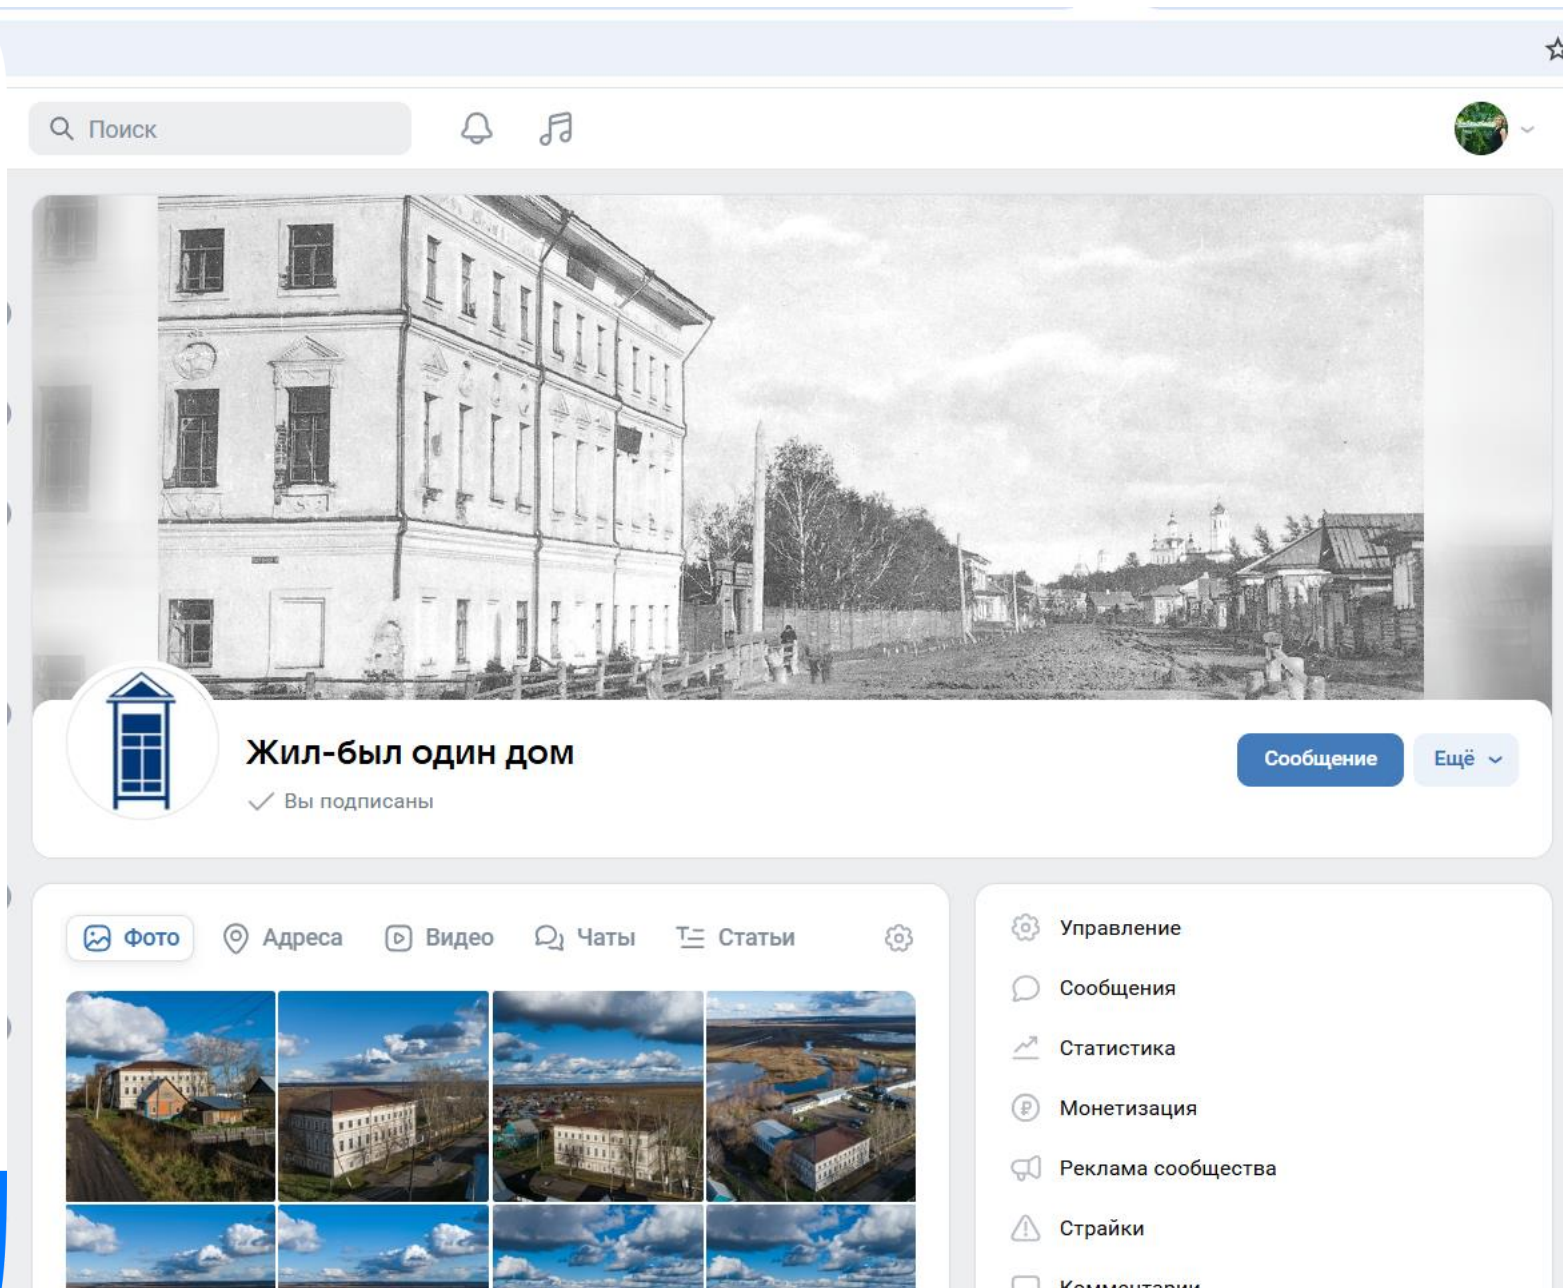 Поиск
Жил-был один дом
Вы подписаны
Сообщение
Ещё
Фото
Адреса
Видео
Чаты
Статьи
Управление
Сообщения
Статистика
Монетизация
Реклама сообщества
Страйки
Комментарии